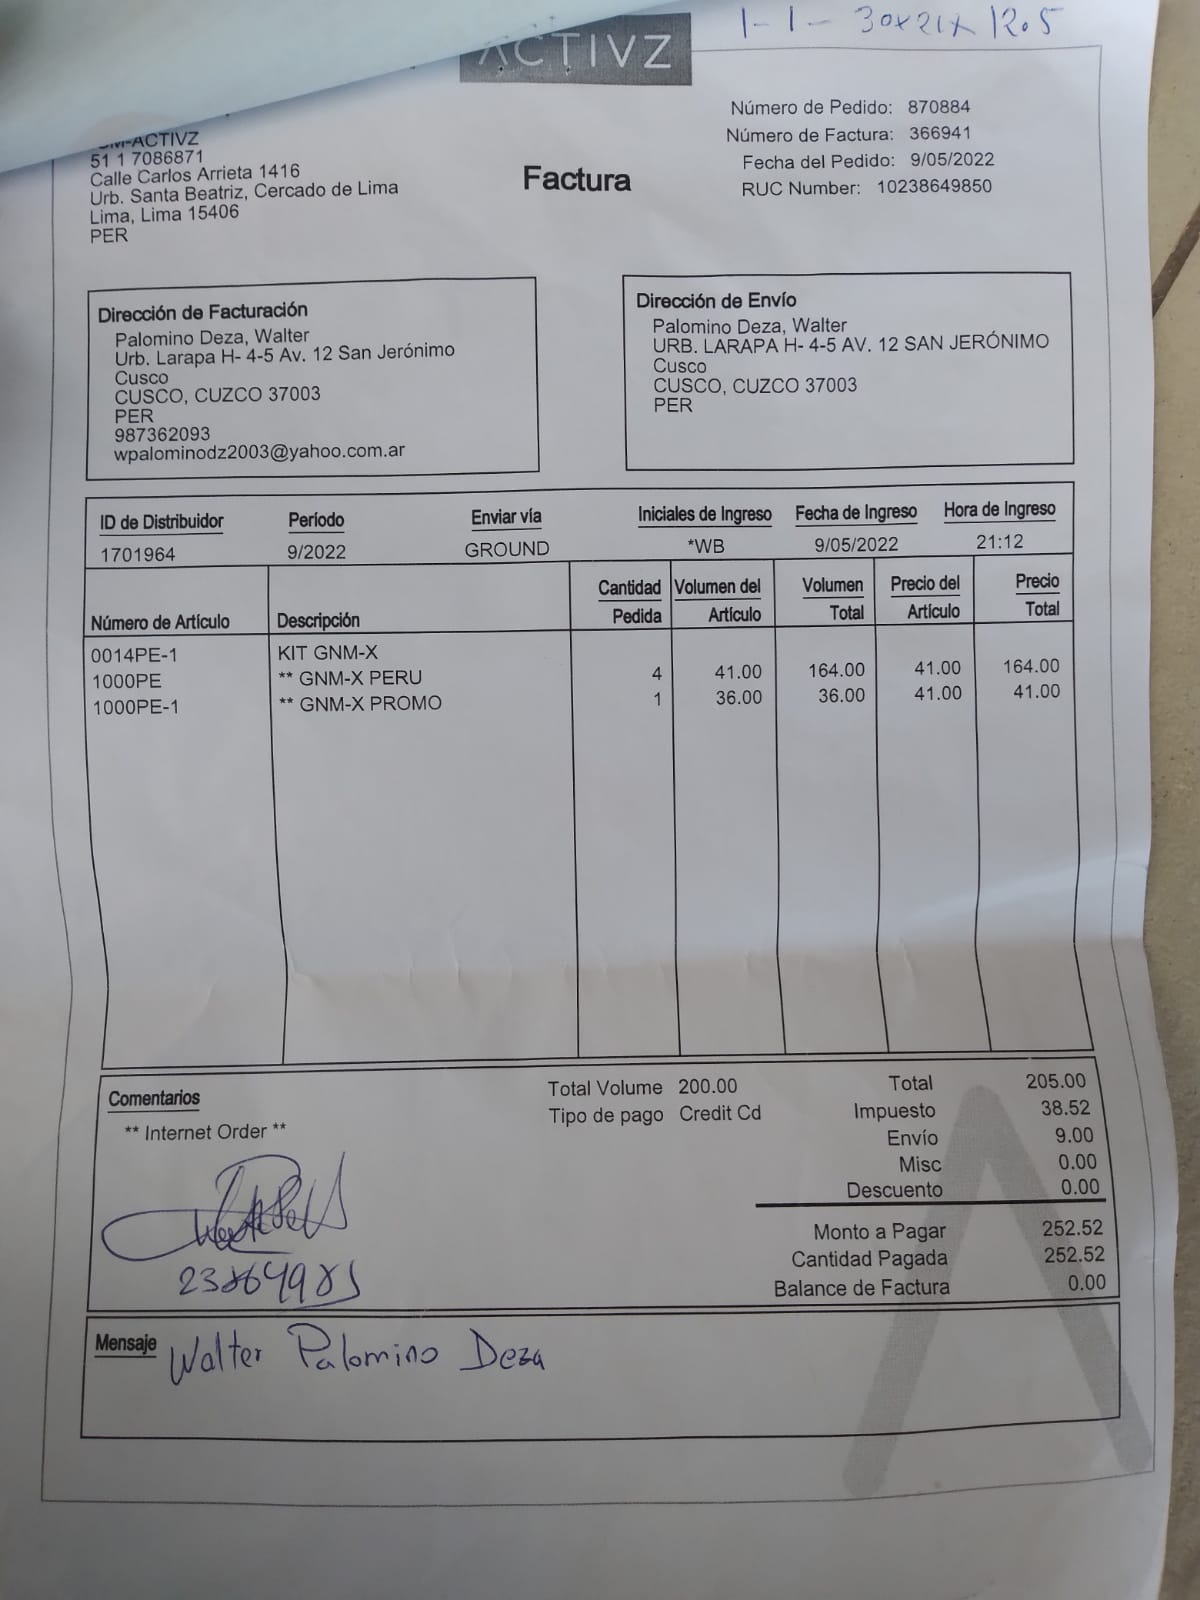 1-1- 30x21x 12.5
ACTIVZ
Número de Pedido: 870884
Número de Factura: 366941
Fecha del Pedido: 9/05/2022
RUC Number: 10238649850
-ACTIVZ
51 1 7086871
Calle Carlos Arrieta 1416
Urb. Santa Beatriz, Cercado de Lima
Lima, Lima 15406
PER
Factura
Dirección de Facturación
Palomino Deza, Walter
Urb. Larapa H- 4-5 Av. 12 San Jerónimo
Cusco
CUSCO, CUZCO 37003
PER
987362093
wpalominodz2003@yahoo.com.ar
Dirección de Envío
Palomino Deza, Walter
URB. LARAPA H- 4-5 AV. 12 SAN JERÓNIMO
Cusco
CUSCO, CUZCO 37003
PER
ID de Distribuidor Período Enviar vía Iniciales de Ingreso Fecha de Ingreso Hora de Ingreso
1701964 9/2022 GROUND *WB 9/05/2022 21:12
Número de Artículo Descripción Cantidad Pedida Volumen del Artículo Volumen Total Precio del Artículo Precio Total
0014PE-1 KIT GNM-X
1000PE ** GNM-X PERU 4 41.00 164.00 41.00 164.00
1000PE-1 ** GNM-X PROMO 1 36.00 36.00 41.00 41.00
Comentarios
** Internet Order **
Total Volume 200.00
Tipo de pago Credit Cd
Total 205.00
Impuesto 38.52
Envío 9.00
Misc 0.00
Descuento 0.00
Monto a Pagar 252.52
Cantidad Pagada 252.52
Balance de Factura 0.00
Mensaje
Walter Palomino Deza